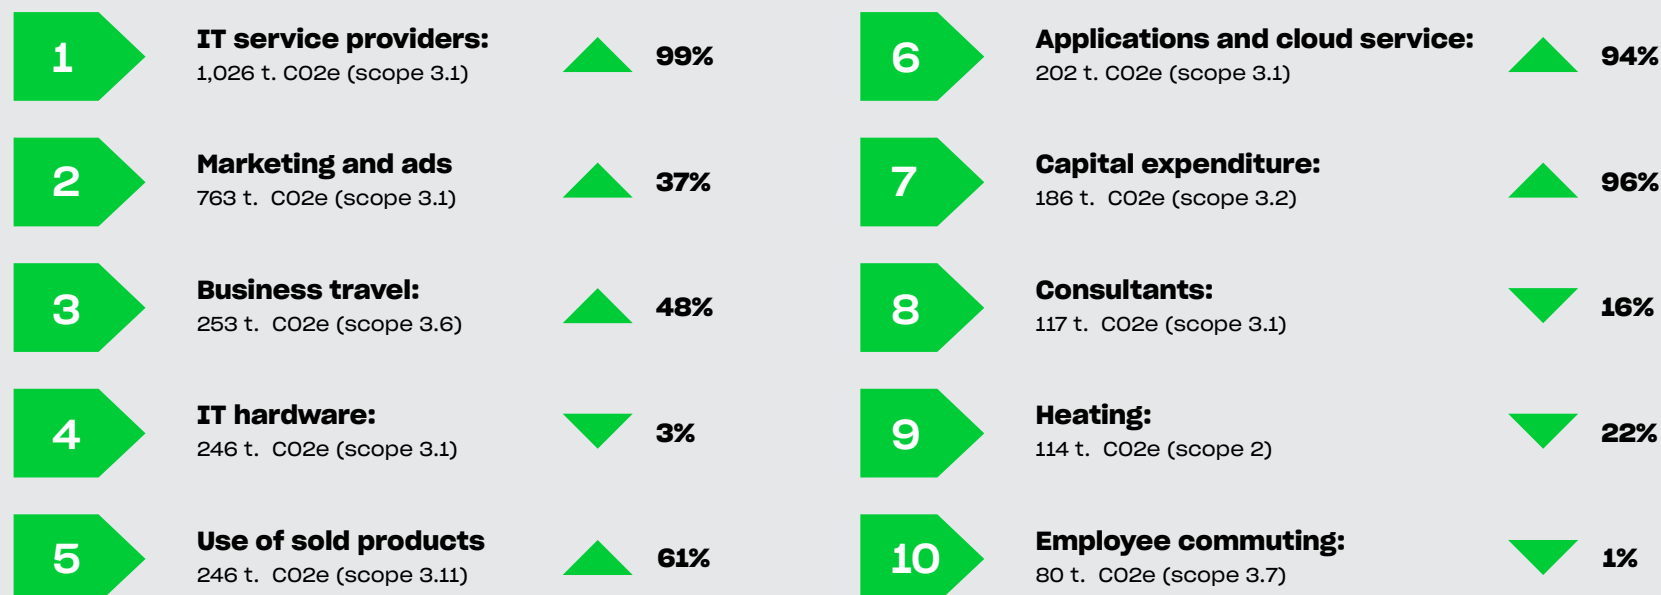 1
IT service providers:
1,026 t. CO2e (scope 3.1)
99%
2
Marketing and ads
763 t.  CO2e (scope 3.1)
37%
3
Business travel:
253 t.  CO2e (scope 3.6)
48%
4
IT hardware:
246 t.  CO2e (scope 3.1)
3%
5
Use of sold products
246 t.  CO2e (scope 3.11)
61%
6
Applications and cloud service:
202 t. CO2e (scope 3.1)
94%
7
Capital expenditure:
186 t.  CO2e (scope 3.2)
96%
8
Consultants:
117 t.  CO2e (scope 3.1)
16%
9
Heating:
114 t.  CO2e (scope 2)
22%
10
Employee commuting:
80 t.  CO2e (scope 3.7)
1%